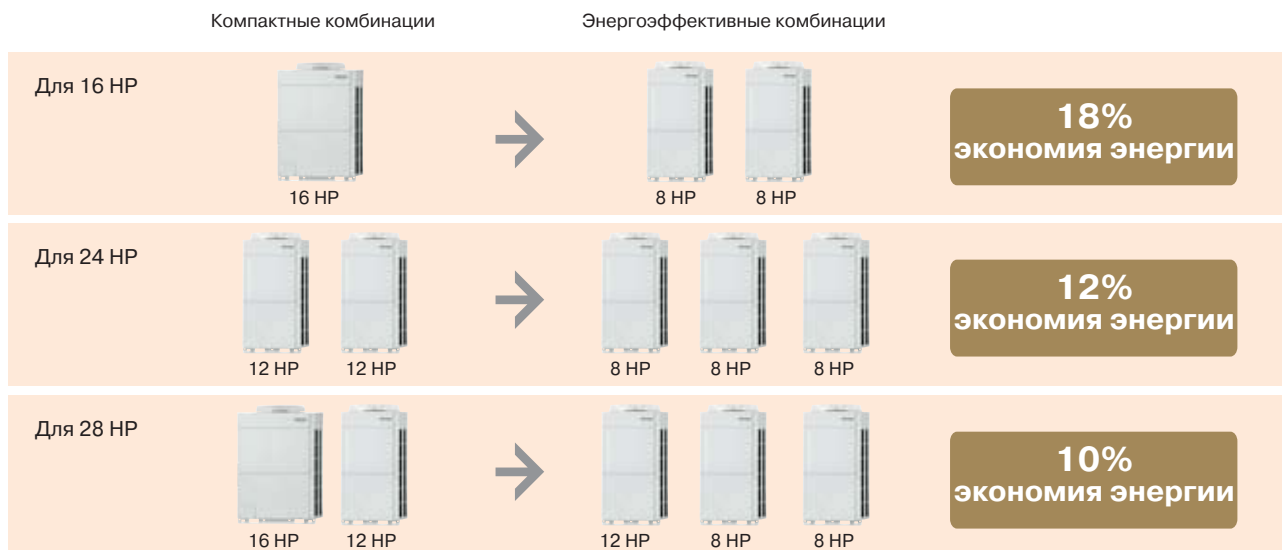 Компактные комбинации
Энергоэффективные комбинации
Для 16 HP
16 HP
8 HP
8 HP
18%
экономия энергии
Для 24 HP
12 HP
12 HP
8 HP
8 HP
8 HP
12%
экономия энергии
Для 28 HP
16 HP
12 HP
12 HP
8 HP
8 HP
10%
экономия энергии